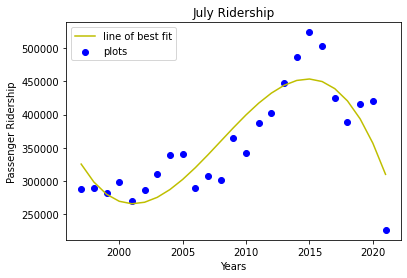 July Ridership
line of best fit
plots
Passenger Ridership
500000
450000
400000
350000
300000
250000
2000 2005 2010 2015 2020
Years